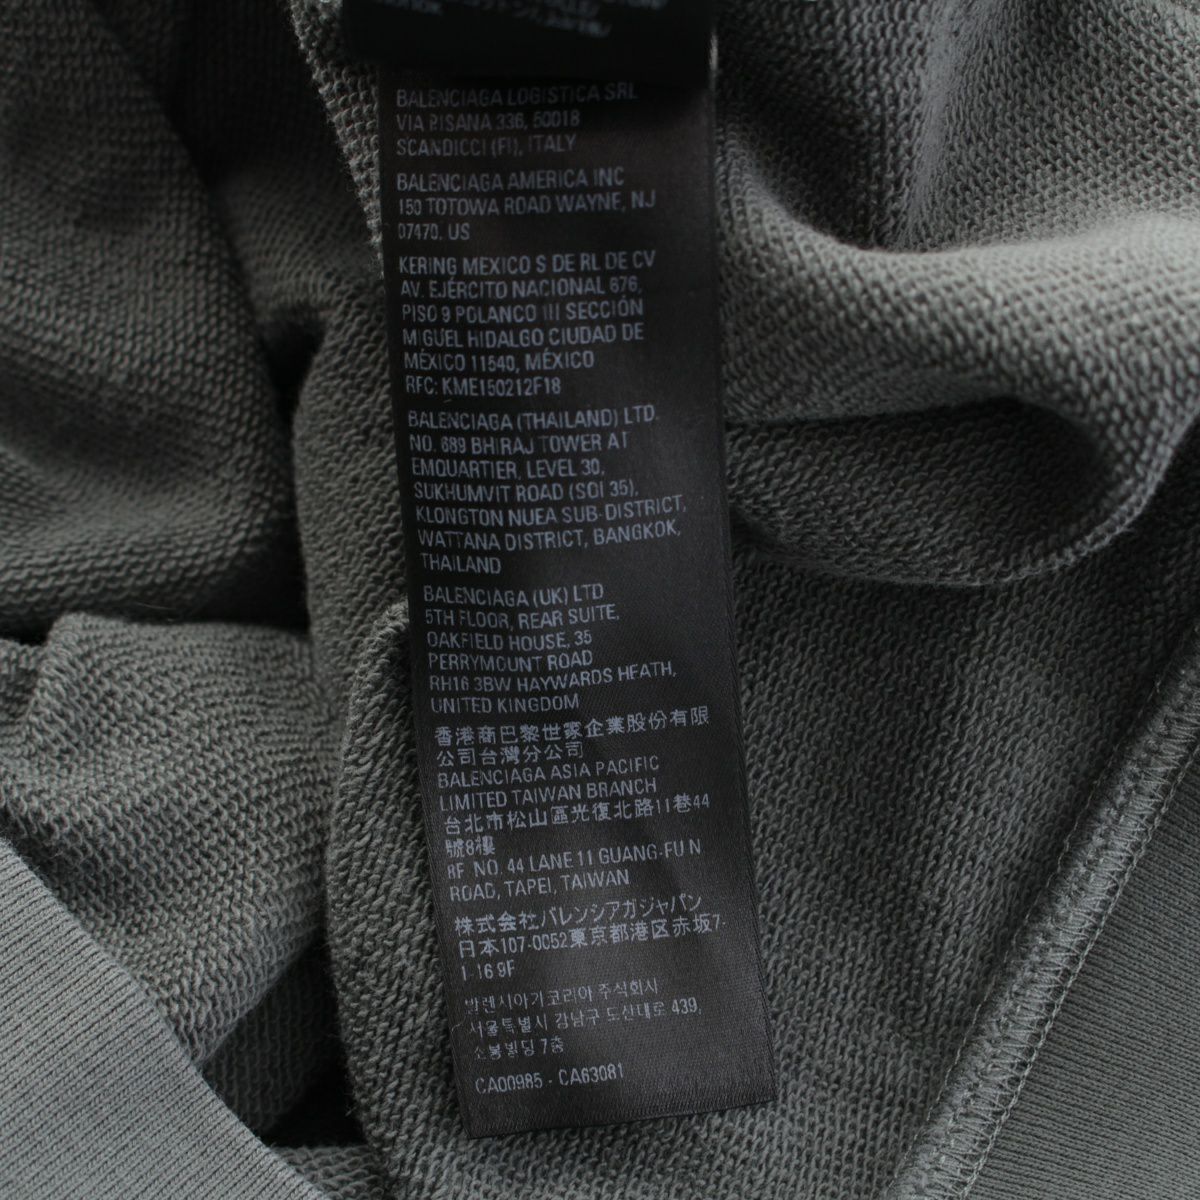 BALENCIAGA LOGISTICA SRL
VIA PISANA 336, 50018
SCANDICCI (FI), ITALY
BALENCIAGA AMERICA INC
150 TOTOWA ROAD WAYNE, NJ
07470, US
KERING MEXICO S DE RL DE CV
AV. EJÉRCITO NACIONAL 676,
PISO 9 POLANCO III SECCIÓN
MIGUEL HIDALGO CIUDAD DE
MÉXICO 11540, MÉXICO
RFC: KME150212F18
BALENCIAGA (THAILAND) LTD.
NO. 689 BHIRAJ TOWER AT
EMQUARTIER, LEVEL 30,
SUKHUMVIT ROAD (SOI 35),
KLONGTON NUEA SUB-DISTRICT,
WATTANA DISTRICT, BANGKOK,
THAILAND
BALENCIAGA (UK) LTD
5TH FLOOR, REAR SUITE,
OAKFIELD HOUSE, 35
PERRYMOUNT ROAD
RH16 3BW HAYWARDS HEATH,
UNITED KINGDOM
香港商巴黎世家企業股份有限
公司台灣分公司
BALENCIAGA ASIA PACIFIC
LIMITED TAIWAN BRANCH
台北市松山區光復北路11巷44
號8樓
8F NO. 44 LANE 11 GUANG-FU N
ROAD, TAPEI, TAIWAN
株式会社バレンシアガジャパン
日本107-0052東京都港区赤坂7-
1-16 9F
발렌시아가코리아 주식회사
서울특별시 강남구 도산대로 439,
소봉빌딩 7층
CA00985 - CA63081